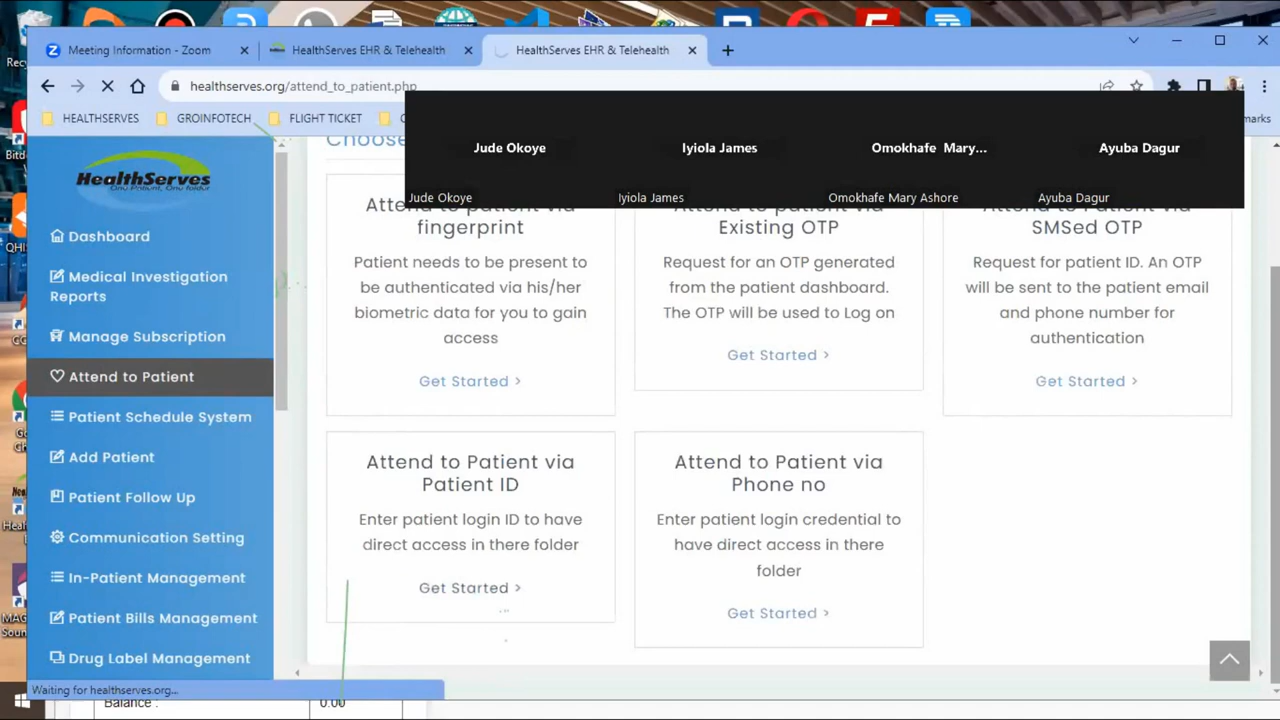 Meeting Information - Zoom
HealthServes EHR & Telehealth
HealthServes EHR & Telehealth
healthserves.org/attend_to_patient.php
HEALTHSERVES
GROINFOTECH
FLIGHT TICKET
Jude Okoye
Iyiola James
Omokhafe Mary...
Ayuba Dagur
Jude Okoye
Iyiola James
Omokhafe Mary Ashore
Ayuba Dagur
HealthServes
Dashboard
Medical Investigation
Reports
Manage Subscription
Attend to Patient
Patient Schedule System
Add Patient
Patient Follow Up
Communication Setting
In-Patient Management
Patient Bills Management
Drug Label Management
Choose
Attend to patient via
fingerprint
Patient needs to be present to
be authenticated via his/her
biometric data for you to gain
access
Get Started >
Existing OTP
Request for an OTP generated
from the patient dashboard.
The OTP will be used to Log on
Get Started >
SMSed OTP
Request for patient ID. An OTP
will be sent to the patient email
and phone number for
authentication
Get Started >
Attend to Patient via
Patient ID
Enter patient login ID to have
direct access in there folder
Get Started >
Attend to Patient via
Phone no
Enter patient login credential to
have direct access in there
folder
Get Started >
Waiting for healthserves.org...
Balance :
0.00